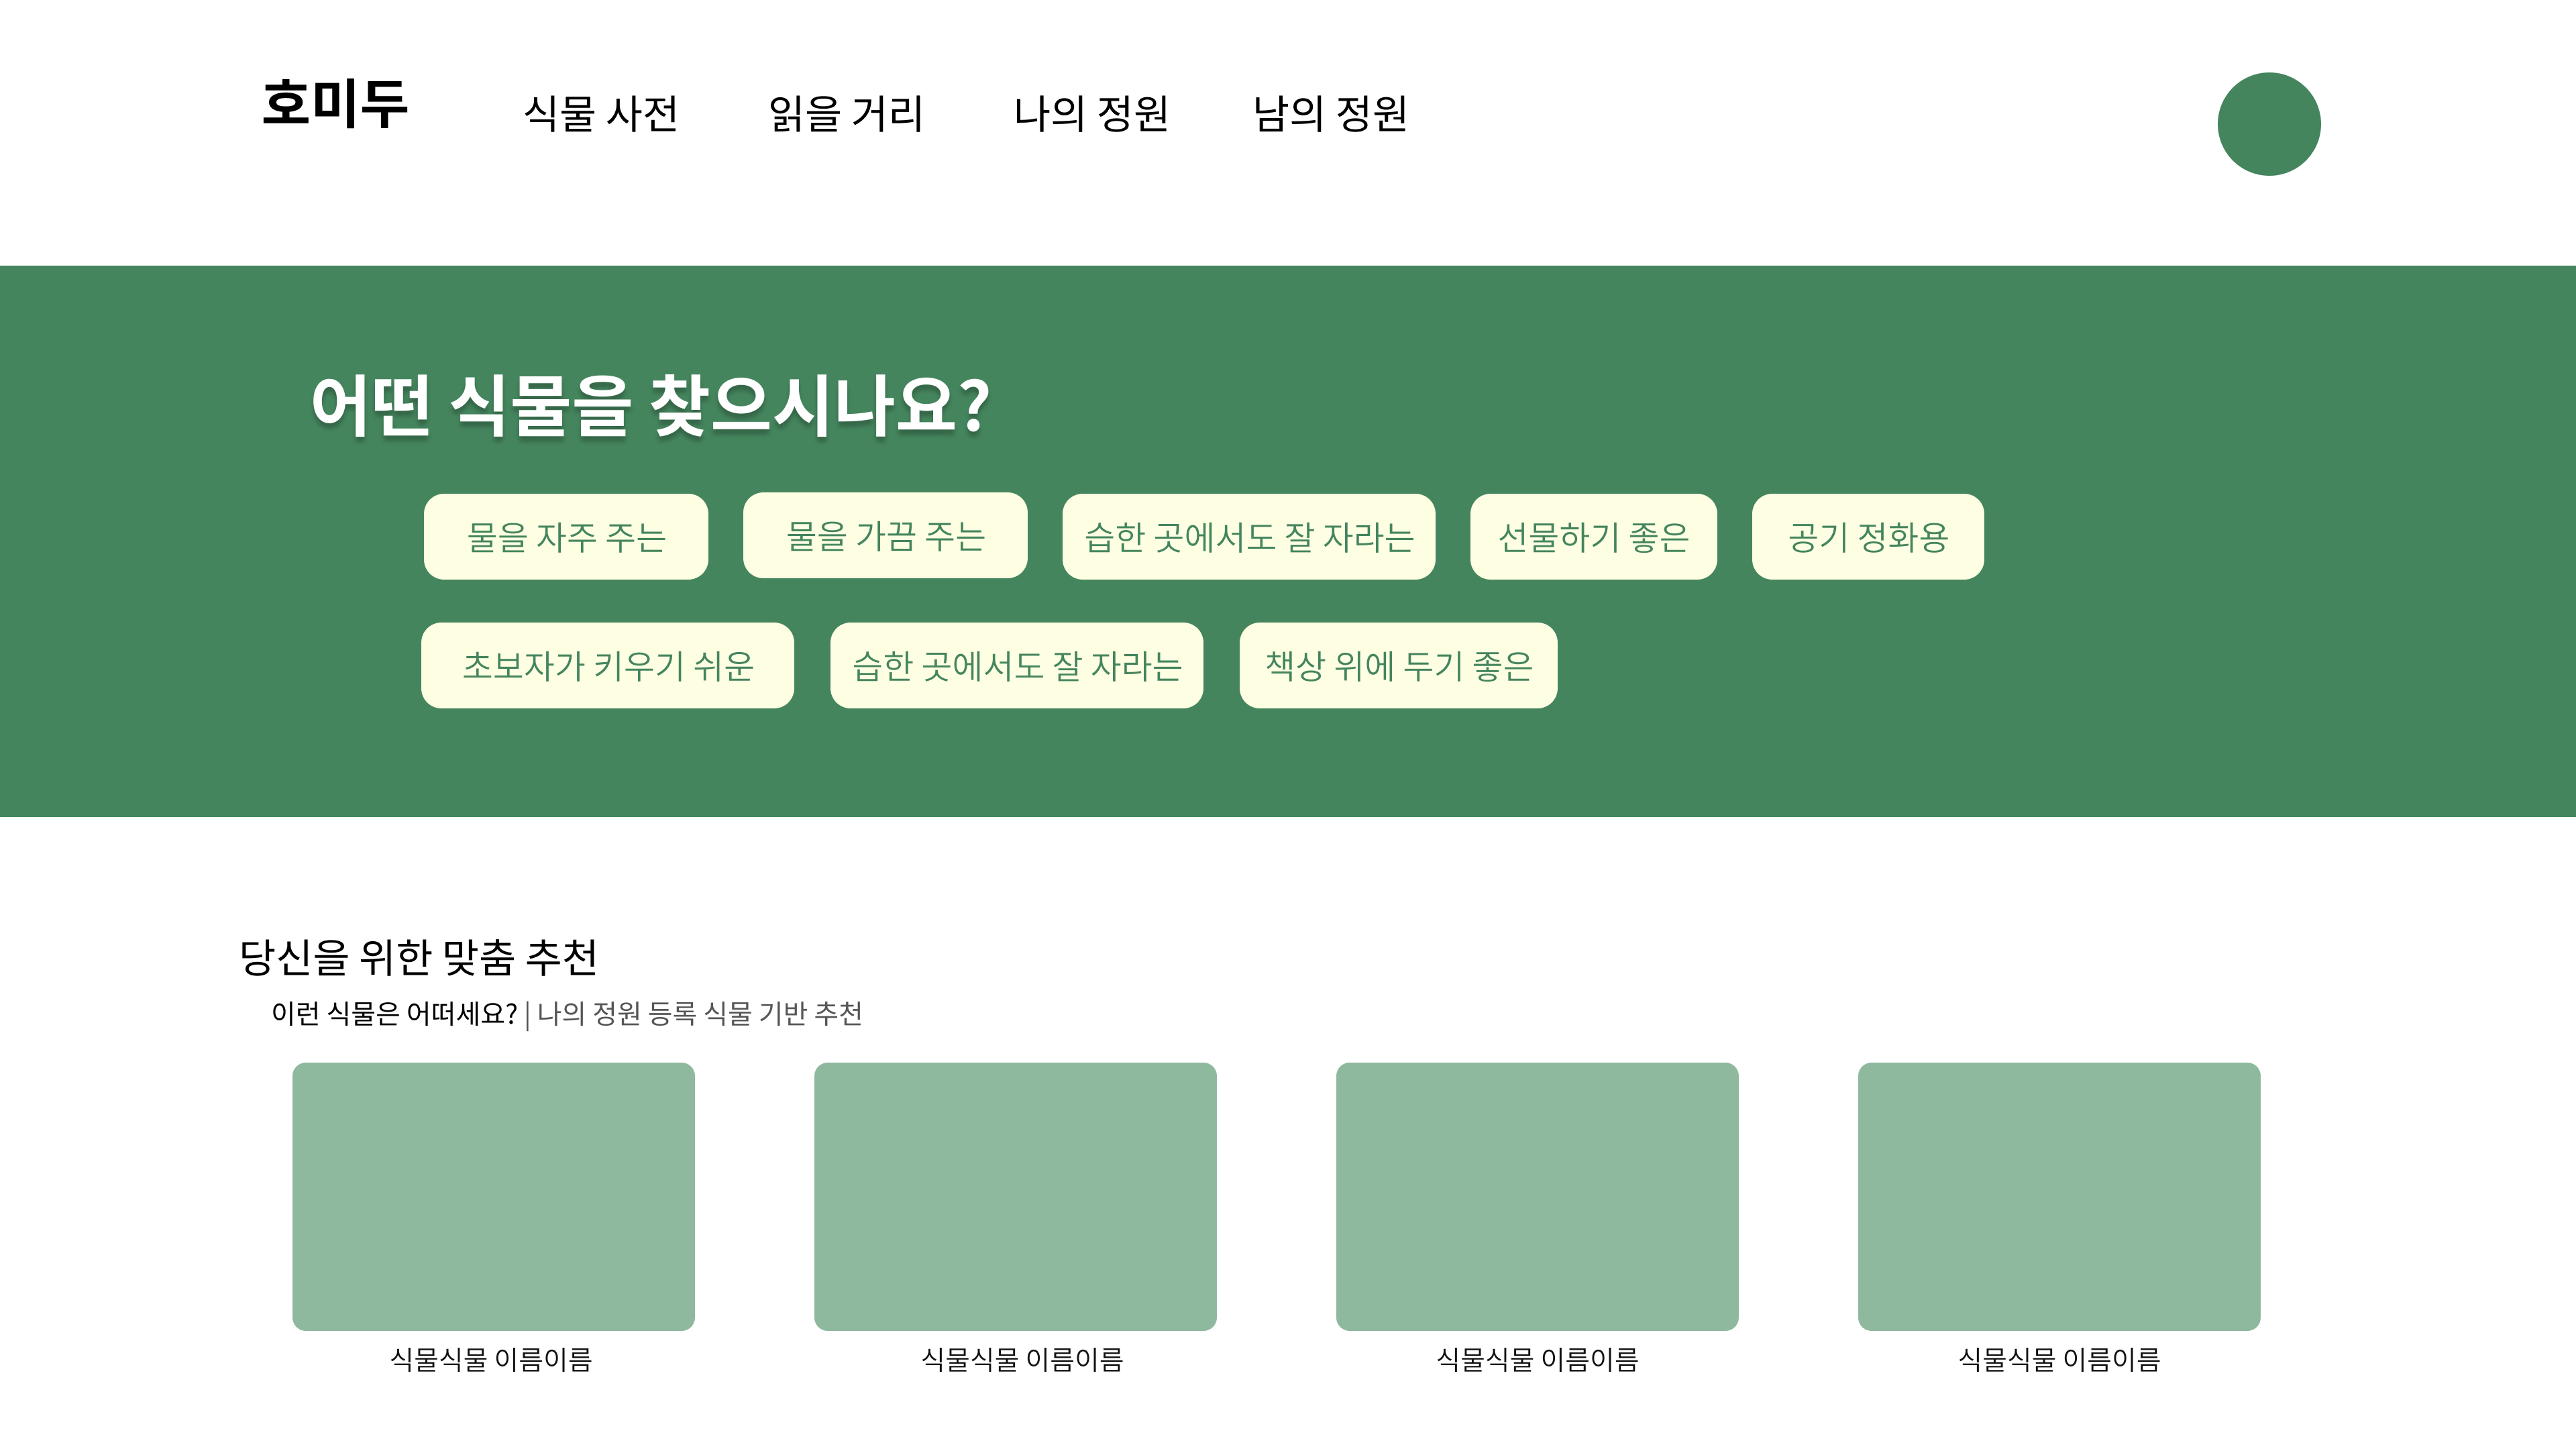 호미두 식물 사전 읽을 거리 나의 정원 남의 정원
어떤 식물을 찾으시나요?
물을 자주 주는 물을 가끔 주는 습한 곳에서도 잘 자라는 선물하기 좋은 공기 정화용
초보자가 키우기 쉬운 습한 곳에서도 잘 자라는 책상 위에 두기 좋은
당신을 위한 맞춤 추천
이런 식물은 어떠세요? | 나의 정원 등록 식물 기반 추천
식물식물 이름이름 식물식물 이름이름 식물식물 이름이름 식물식물 이름이름